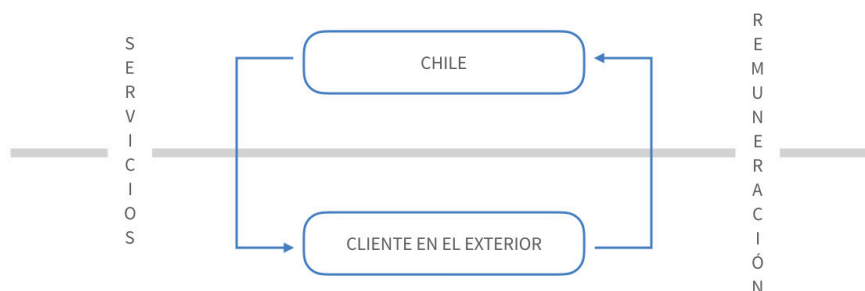 SERVICIOS
CHILE
CLIENTE EN EL EXTERIOR
REMUNERACIÓN